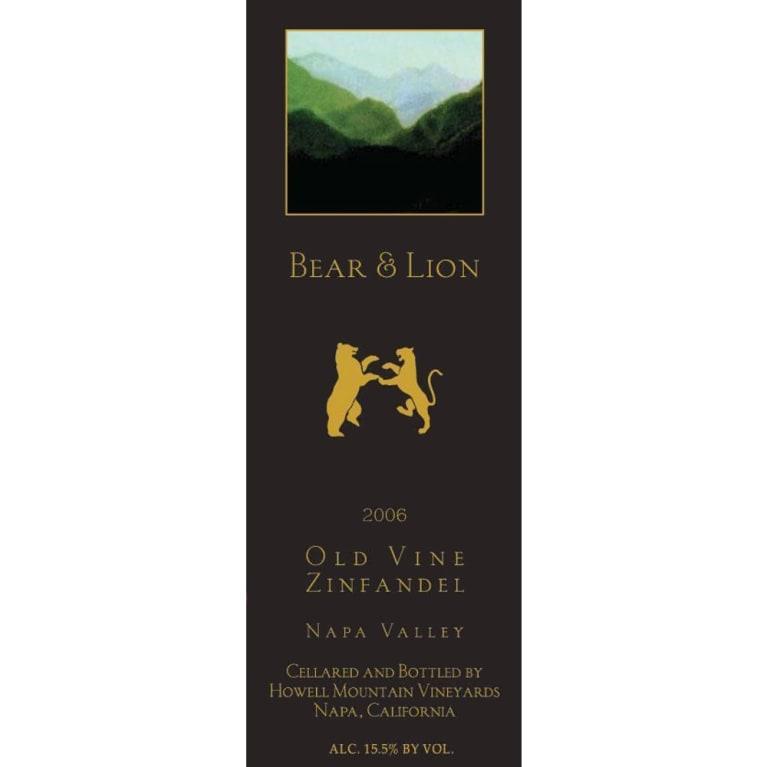 BEAR & LION
2006
OLD VINE
ZINFANDEL
NAPA VALLEY
CELLARED AND BOTTLED BY
HOWELL MOUNTAIN VINEYARDS
NAPA, CALIFORNIA
ALC. 15.5% BY VOL.